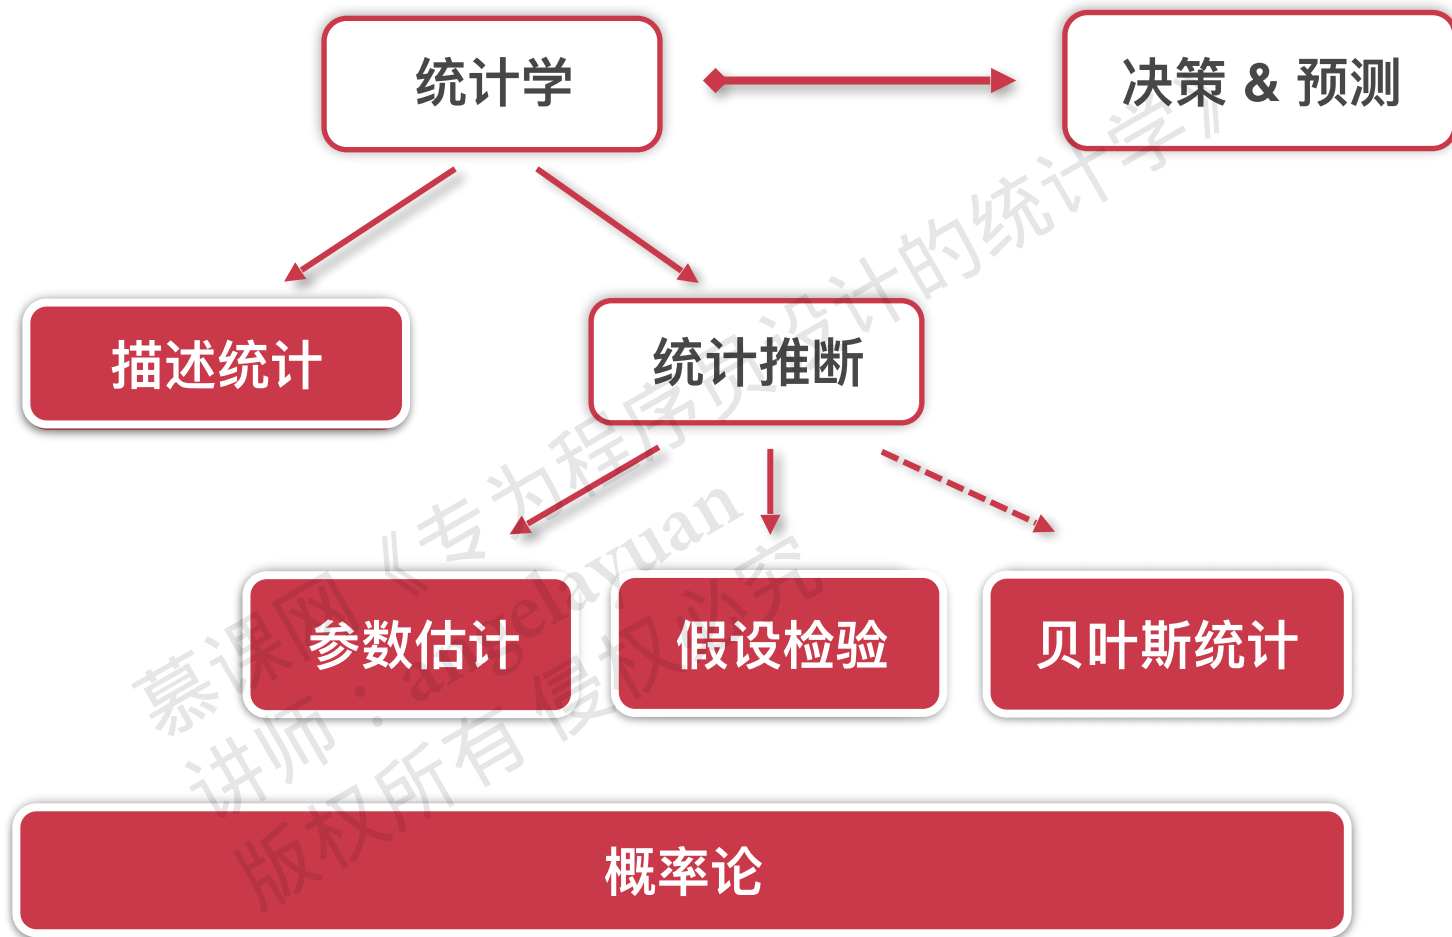 统计学
决策 & 预测
描述统计
统计推断
参数估计
假设检验
贝叶斯统计
概率论
慕课网《专为程序员设计的统计学》
讲师：angelayuan
版权所有 侵权必究